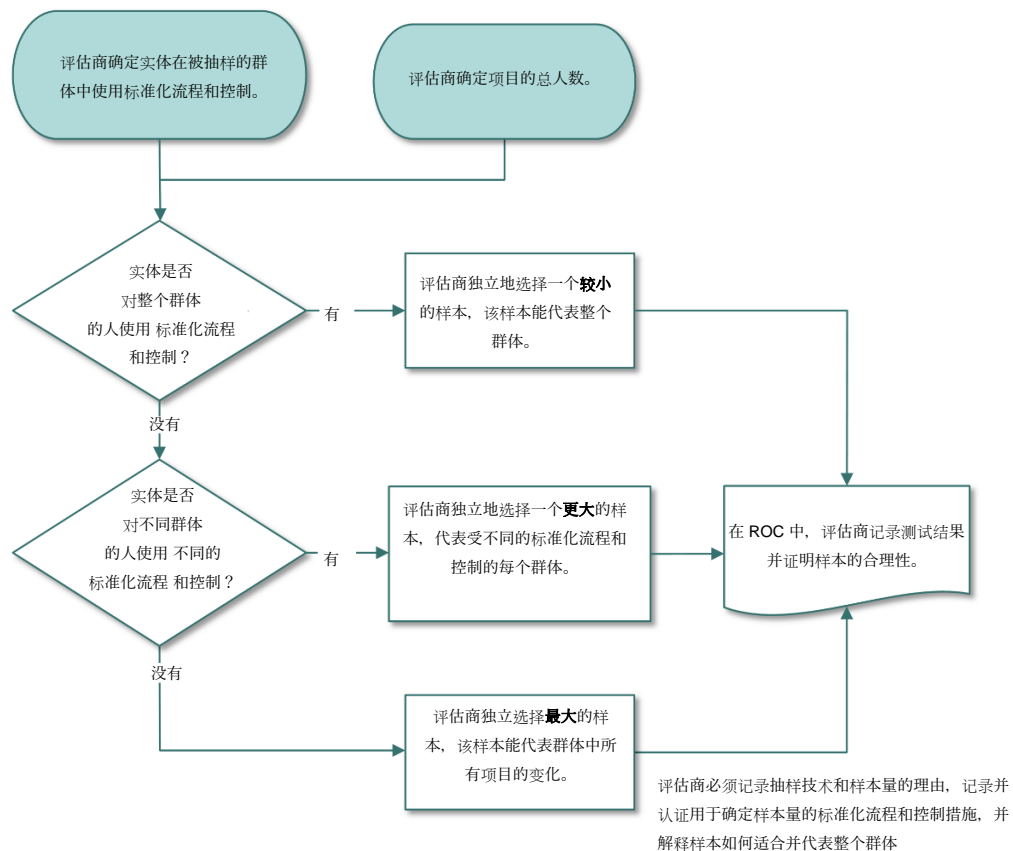 评估商确定实体在被抽样的群
体中使用标准化流程和控制。
评估商确定项目的总人数。
实体是否
对整个群体
的人使用 标准化流程
和控制？
有
评估商独立地选择一个较小
的样本，该样本能代表整个
群体。
没有
实体是否
对不同群体
的人使用 不同的
标准化流程 和控制？
有
评估商独立地选择一个更大的样
本，代表受不同的标准化流程和
控制的每个群体。
在 ROC 中，评估商记录测试结果
并证明样本的合理性。
没有
评估商独立选择最大的样
本，该样本能代表群体中所
有项目的变化。
评估商必须记录抽样技术和样本量的理由，记录并
认证用于确定样本量的标准化流程和控制措施，并
解释样本如何适合并代表整个群体